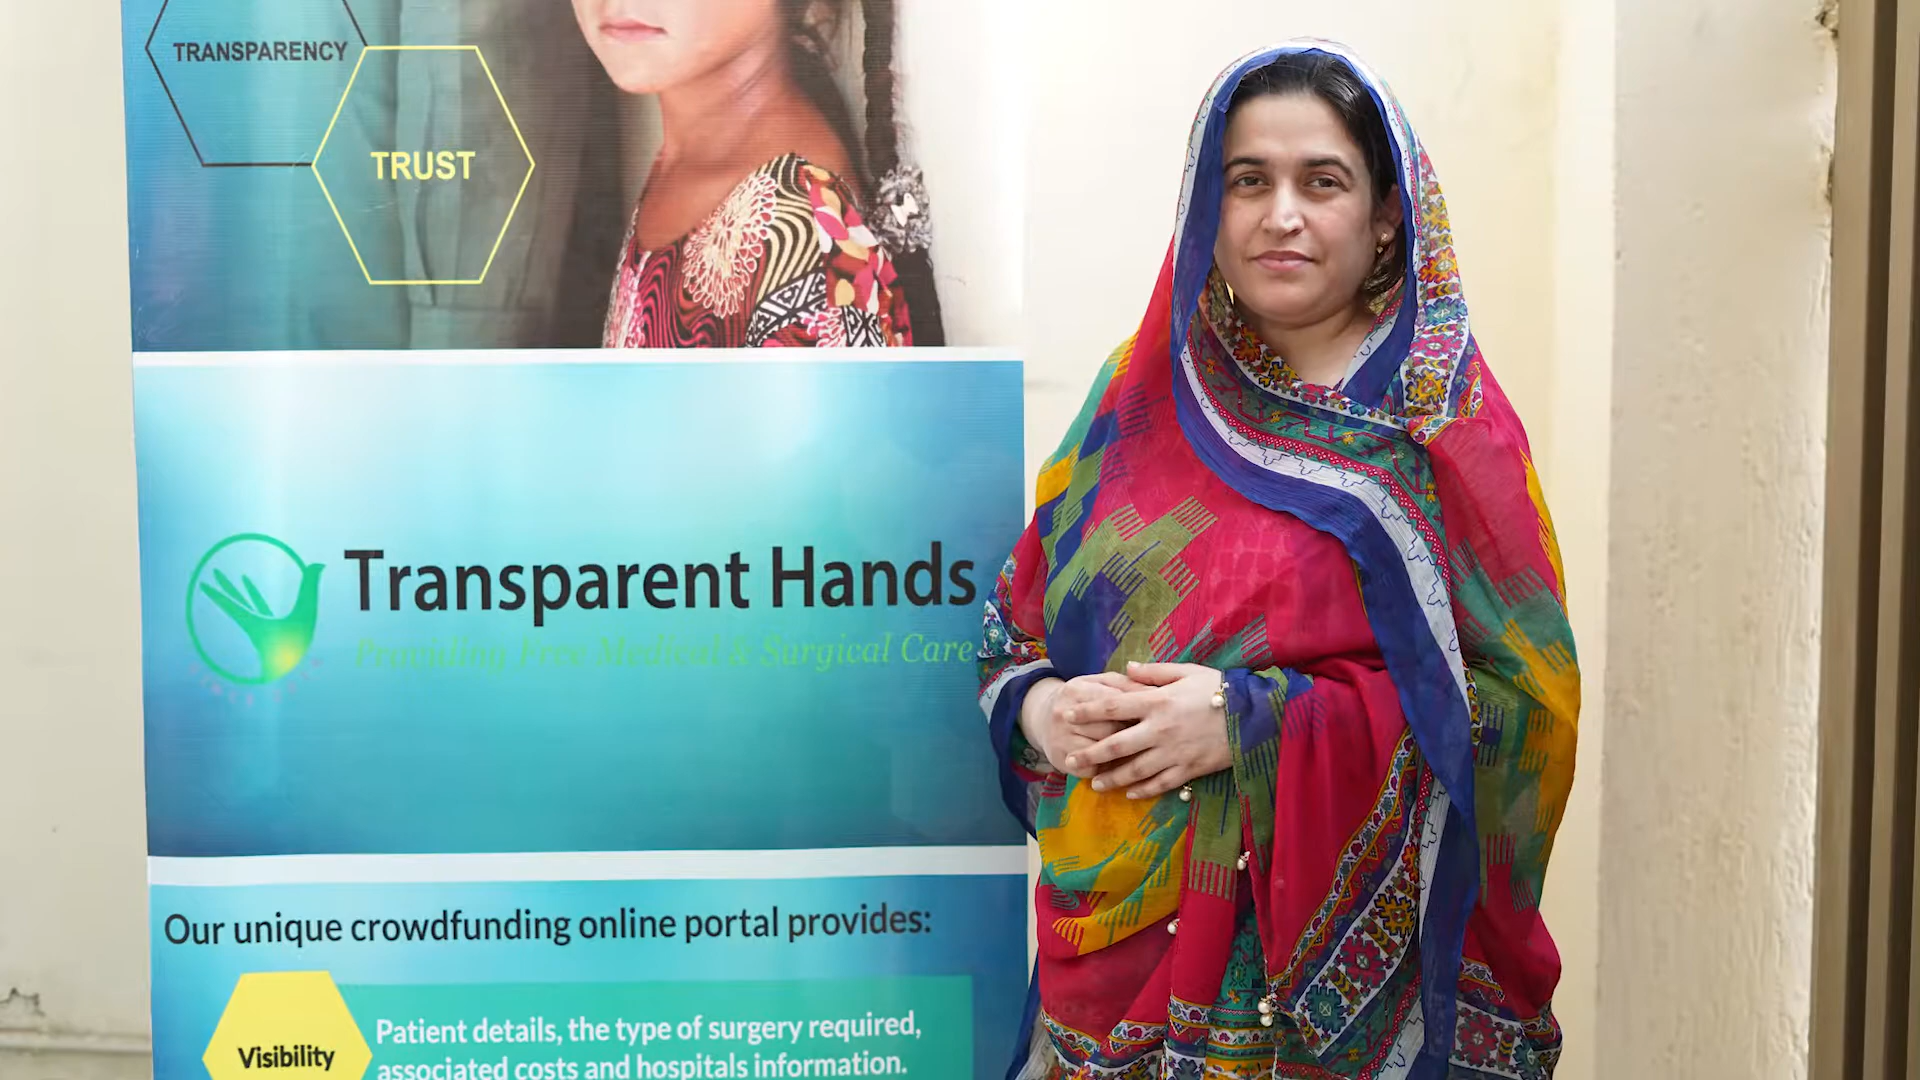 TRANSPARENCY
TRUST
Transparent Hands
Providing Free Medical & Surgical Care
Our unique crowdfunding online portal provides:
Visibility
Patient details, the type of surgery required,
associated costs and hospitals information.